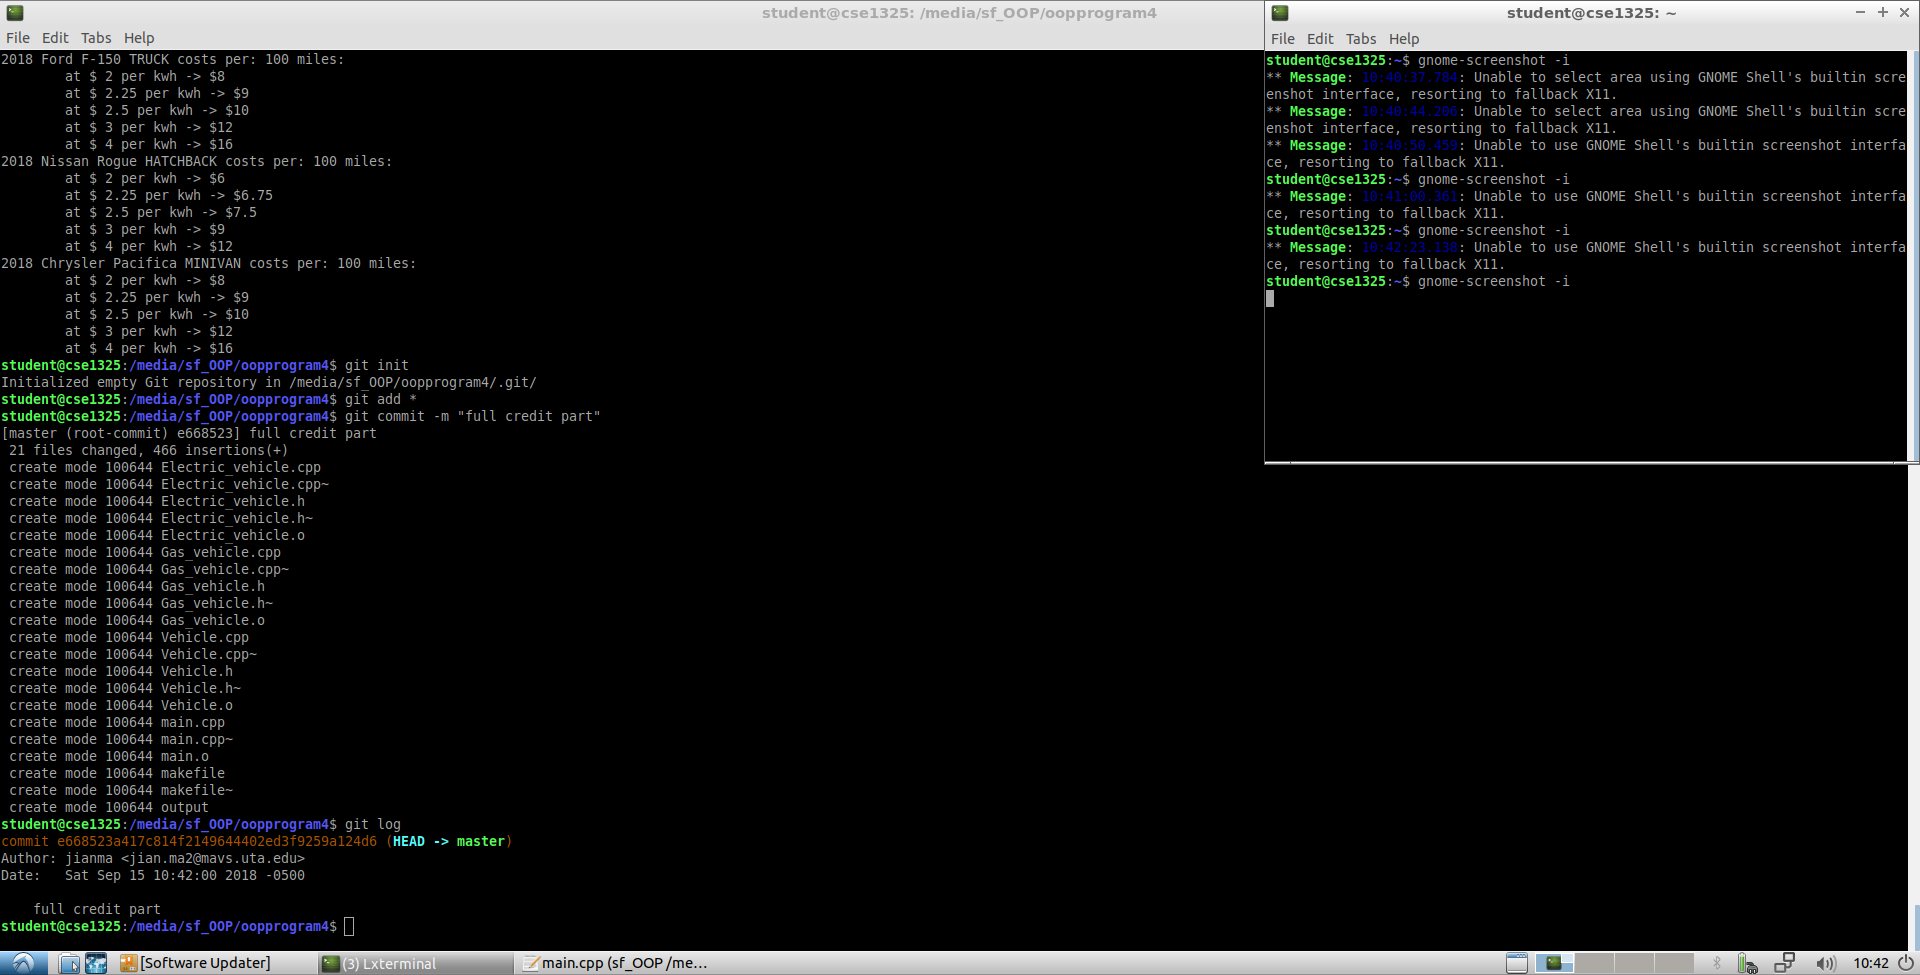 student@cse1325: /media/sf_OOP/oopprogram4
File Edit Tabs Help
2018 Ford F-150 TRUCK costs per: 100 miles:
at $ 2 per kwh -> $8
at $ 2.25 per kwh -> $9
at $ 2.5 per kwh -> $10
at $ 3 per kwh -> $12
at $ 4 per kwh -> $16
2018 Nissan Rogue HATCHBACK costs per: 100 miles:
at $ 2 per kwh -> $6
at $ 2.25 per kwh -> $6.75
at $ 2.5 per kwh -> $7.5
at $ 3 per kwh -> $9
at $ 4 per kwh -> $12
2018 Chrysler Pacifica MINIVAN costs per: 100 miles:
at $ 2 per kwh -> $8
at $ 2.25 per kwh -> $9
at $ 2.5 per kwh -> $10
at $ 3 per kwh -> $12
at $ 4 per kwh -> $16
student@cse1325:/media/sf_OOP/oopprogram4$ git init
Initialized empty Git repository in /media/sf_OOP/oopprogram4/.git/
student@cse1325:/media/sf_OOP/oopprogram4$ git add *
student@cse1325:/media/sf_OOP/oopprogram4$ git commit -m "full credit part"
[master (root-commit) e668523] full credit part
21 files changed, 466 insertions(+)
create mode 100644 Electric_vehicle.cpp
create mode 100644 Electric_vehicle.cpp~
create mode 100644 Electric_vehicle.h
create mode 100644 Electric_vehicle.h~
create mode 100644 Electric_vehicle.o
create mode 100644 Gas_vehicle.cpp
create mode 100644 Gas_vehicle.cpp~
create mode 100644 Gas_vehicle.h
create mode 100644 Gas_vehicle.h~
create mode 100644 Gas_vehicle.o
create mode 100644 Vehicle.cpp
create mode 100644 Vehicle.cpp~
create mode 100644 Vehicle.h
create mode 100644 Vehicle.h~
create mode 100644 Vehicle.o
create mode 100644 main.cpp
create mode 100644 main.cpp~
create mode 100644 main.o
create mode 100644 makefile
create mode 100644 makefile~
create mode 100644 output
student@cse1325:/media/sf_OOP/oopprogram4$ git log
commit e668523a417c814f2149644402ed3f9259a124d6 (HEAD -> master)
Author: jianma <jian.ma2@mavs.uta.edu>
Date:   Sat Sep 15 10:42:00 2018 -0500
full credit part
student@cse1325:/media/sf_OOP/oopprogram4$
student@cse1325: ~
File Edit Tabs Help
student@cse1325:~$ gnome-screenshot -i
** Message: 10:40:37.784: Unable to select area using GNOME Shell's builtin scre
enshot interface, resorting to fallback X11.
** Message: 10:40:44.206: Unable to select area using GNOME Shell's builtin scre
enshot interface, resorting to fallback X11.
** Message: 10:40:50.459: Unable to use GNOME Shell's builtin screenshot interfa
ce, resorting to fallback X11.
student@cse1325:~$ gnome-screenshot -i
** Message: 10:41:00.361: Unable to use GNOME Shell's builtin screenshot interfa
ce, resorting to fallback X11.
student@cse1325:~$ gnome-screenshot -i
** Message: 10:42:23.138: Unable to use GNOME Shell's builtin screenshot interfa
ce, resorting to fallback X11.
student@cse1325:~$ gnome-screenshot -i
[Software Updater] (3) Lxterminal main.cpp (sf_OOP /me... 10:42